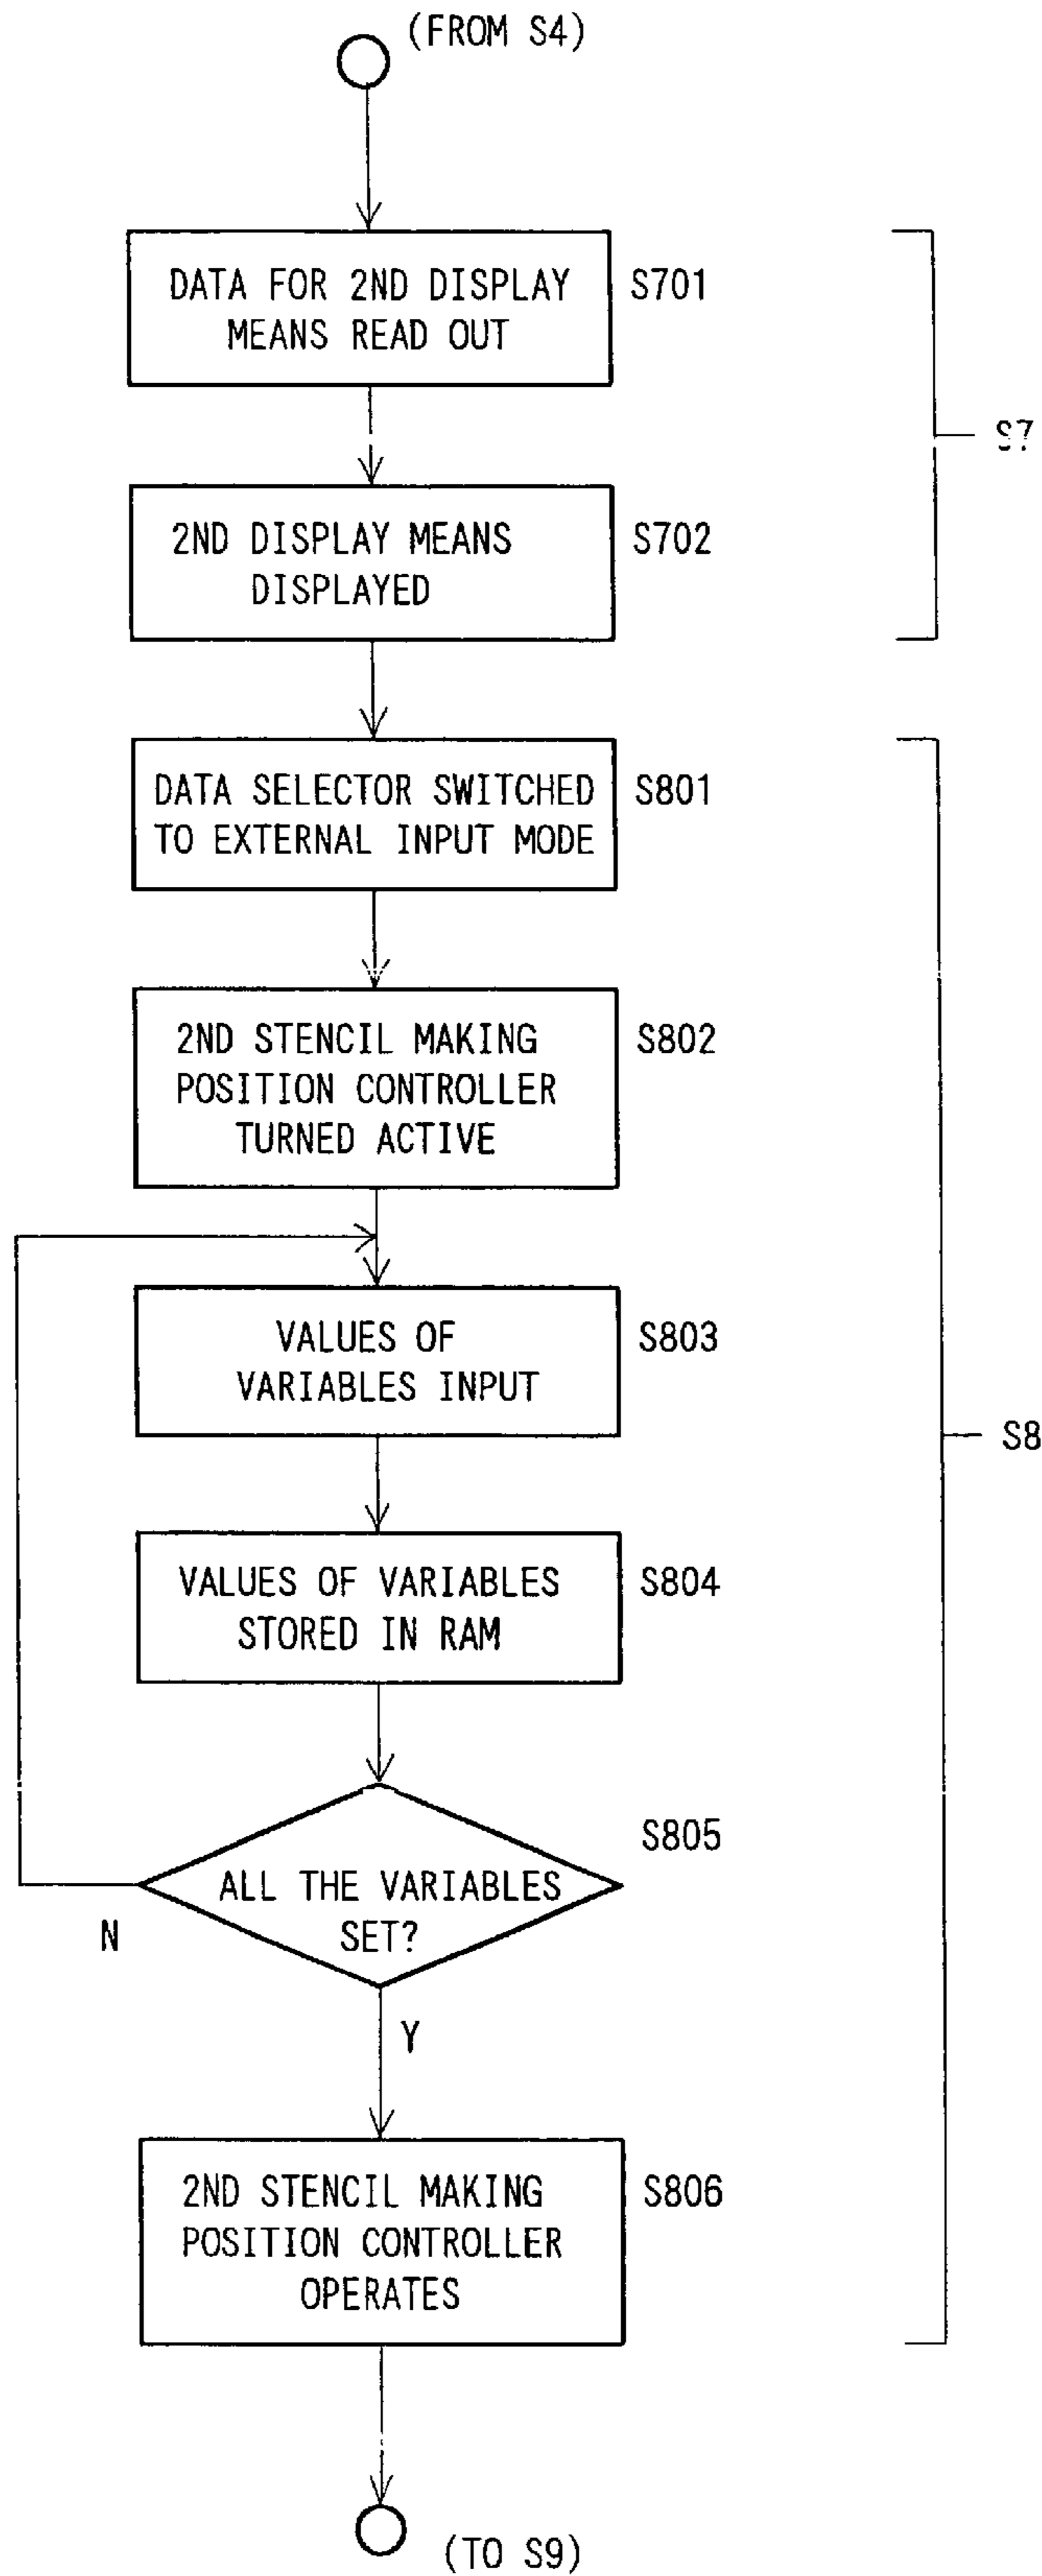 (FROM S4)
DATA FOR 2ND DISPLAY
MEANS READ OUT
S701
S7
2ND DISPLAY MEANS
DISPLAYED
S702
DATA SELECTOR SWITCHED
TO EXTERNAL INPUT MODE
S801
2ND STENCIL MAKING
POSITION CONTROLLER
TURNED ACTIVE
S802
VALUES OF
VARIABLES INPUT
S803
S8
VALUES OF VARIABLES
STORED IN RAM
S804
S805
ALL THE VARIABLES
SET?
N
Y
2ND STENCIL MAKING
POSITION CONTROLLER
OPERATES
S806
(TO S9)